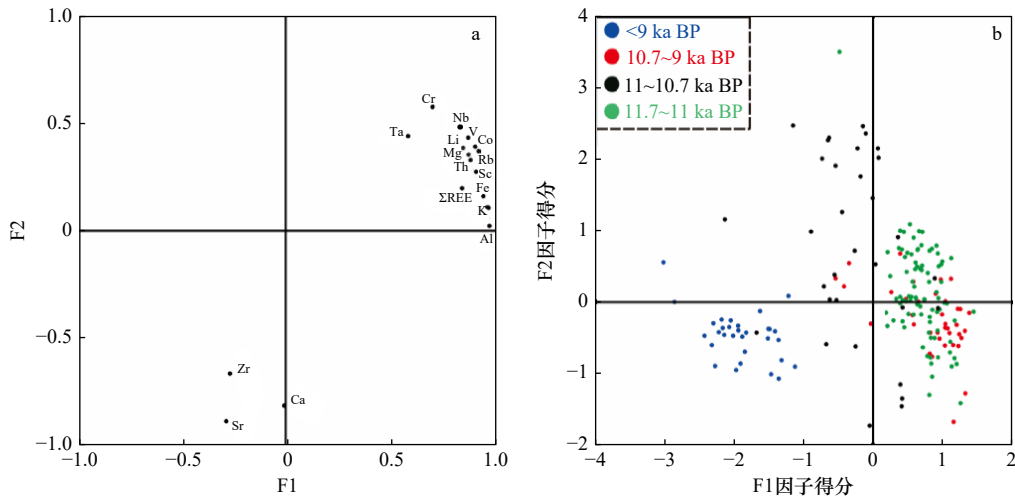 a
1.0
0.5
0
−0.5
−1.0
F2
Cr
Ta
Nb
V
Li
Co
Mg
Rb
Th
Sc
ΣREE
Fe
K
Al
Zr
Ca
Sr
−1.0
−0.5
0
0.5
1.0
F1
b
<9 ka BP
10.7~9 ka BP
11~10.7 ka BP
11.7~11 ka BP
4
3
2
1
0
−1
−2
F2因子得分
−4
−3
−2
−1
0
1
2
F1因子得分